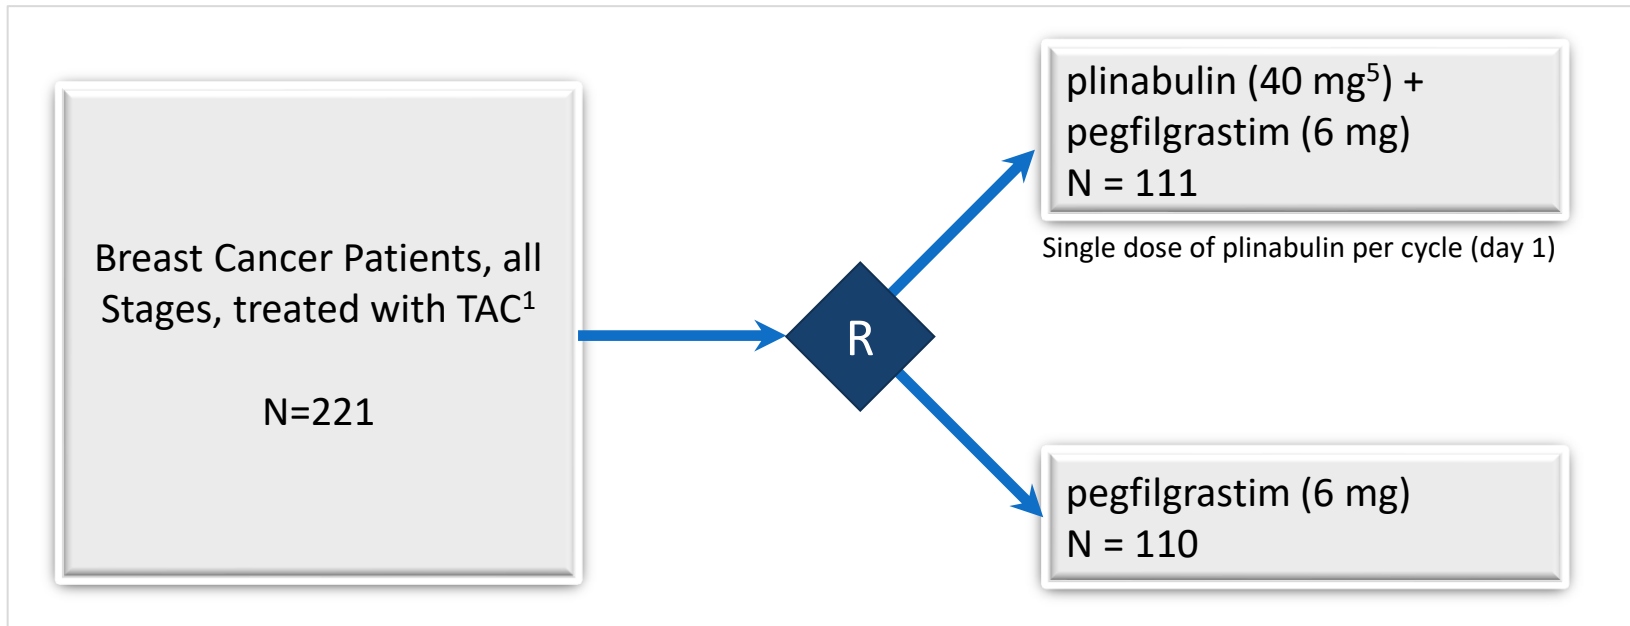 Breast Cancer Patients, all
Stages, treated with TAC¹
N=221
R
plinabulin (40 mg⁵) +
pegfilgrastim (6 mg)
N = 111
Single dose of plinabulin per cycle (day 1)
pegfilgrastim (6 mg)
N = 110